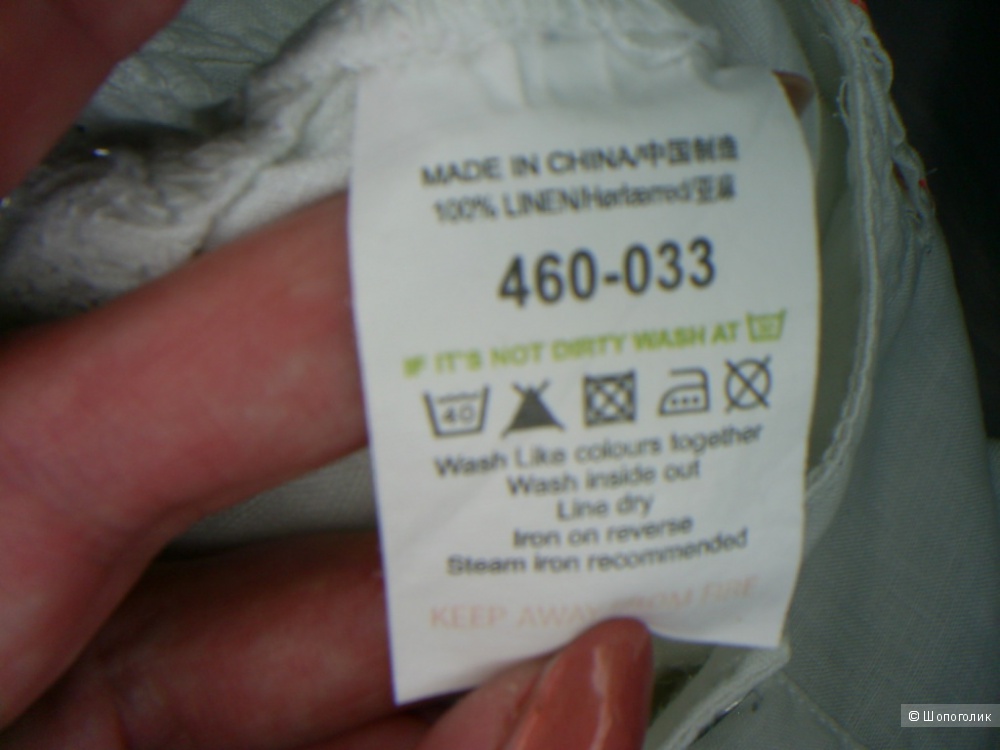 MADE IN CHINA/中国制造
100% LINEN/Hørlærred/亚麻
460-033
IF IT'S NOT DIRTY WASH AT 30
40
Wash Like colours together
Wash inside out
Line dry
Iron on reverse
Steam iron recommended
KEEP AWAY FROM FIRE
© Шопоголик